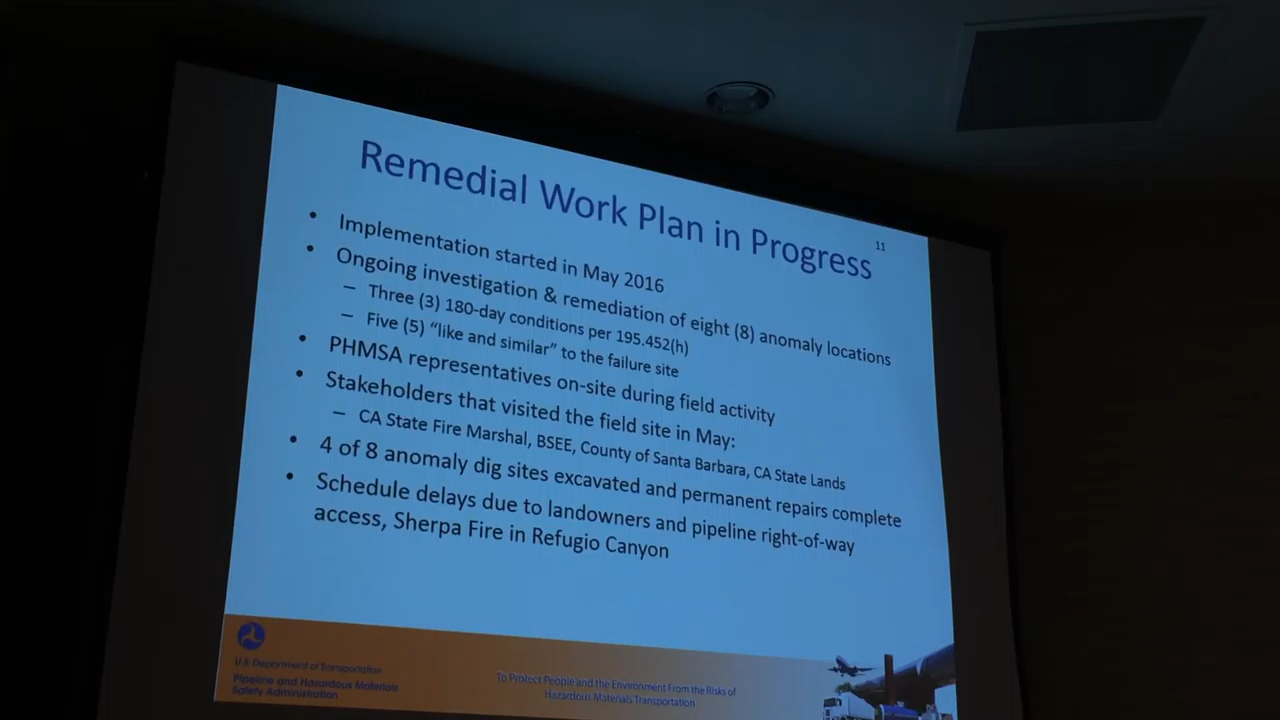 Remedial Work Plan in Progress
11
• Implementation started in May 2016
• Ongoing investigation & remediation of eight (8) anomaly locations
– Three (3) 180-day conditions per 195.452(h)
– Five (5) “like and similar” to the failure site
• PHMSA representatives on-site during field activity
• Stakeholders that visited the field site in May:
– CA State Fire Marshal, BSEE, County of Santa Barbara, CA State Lands
• 4 of 8 anomaly dig sites excavated and permanent repairs complete
• Schedule delays due to landowners and pipeline right-of-way
access, Sherpa Fire in Refugio Canyon
U.S. Department of Transportation
Pipeline and Hazardous Materials
Safety Administration
To Protect People and the Environment From the Risks of
Hazardous Materials Transportation